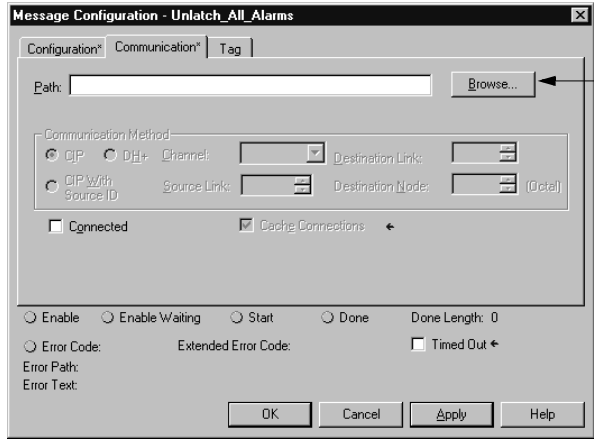 Message Configuration - Unlatch_All_Alarms
Configuration* Communication* Tag
Path: Browse...
Communication Method
CIP DH+ Channel: Destination Link:
CIP With Source ID Source Link: Destination Node: (Octal)
Connected Cache Connections ←
Enable Enable Waiting Start Done Done Length: 0
Error Code: Extended Error Code: Timed Out ←
Error Path:
Error Text:
OK Cancel Apply Help